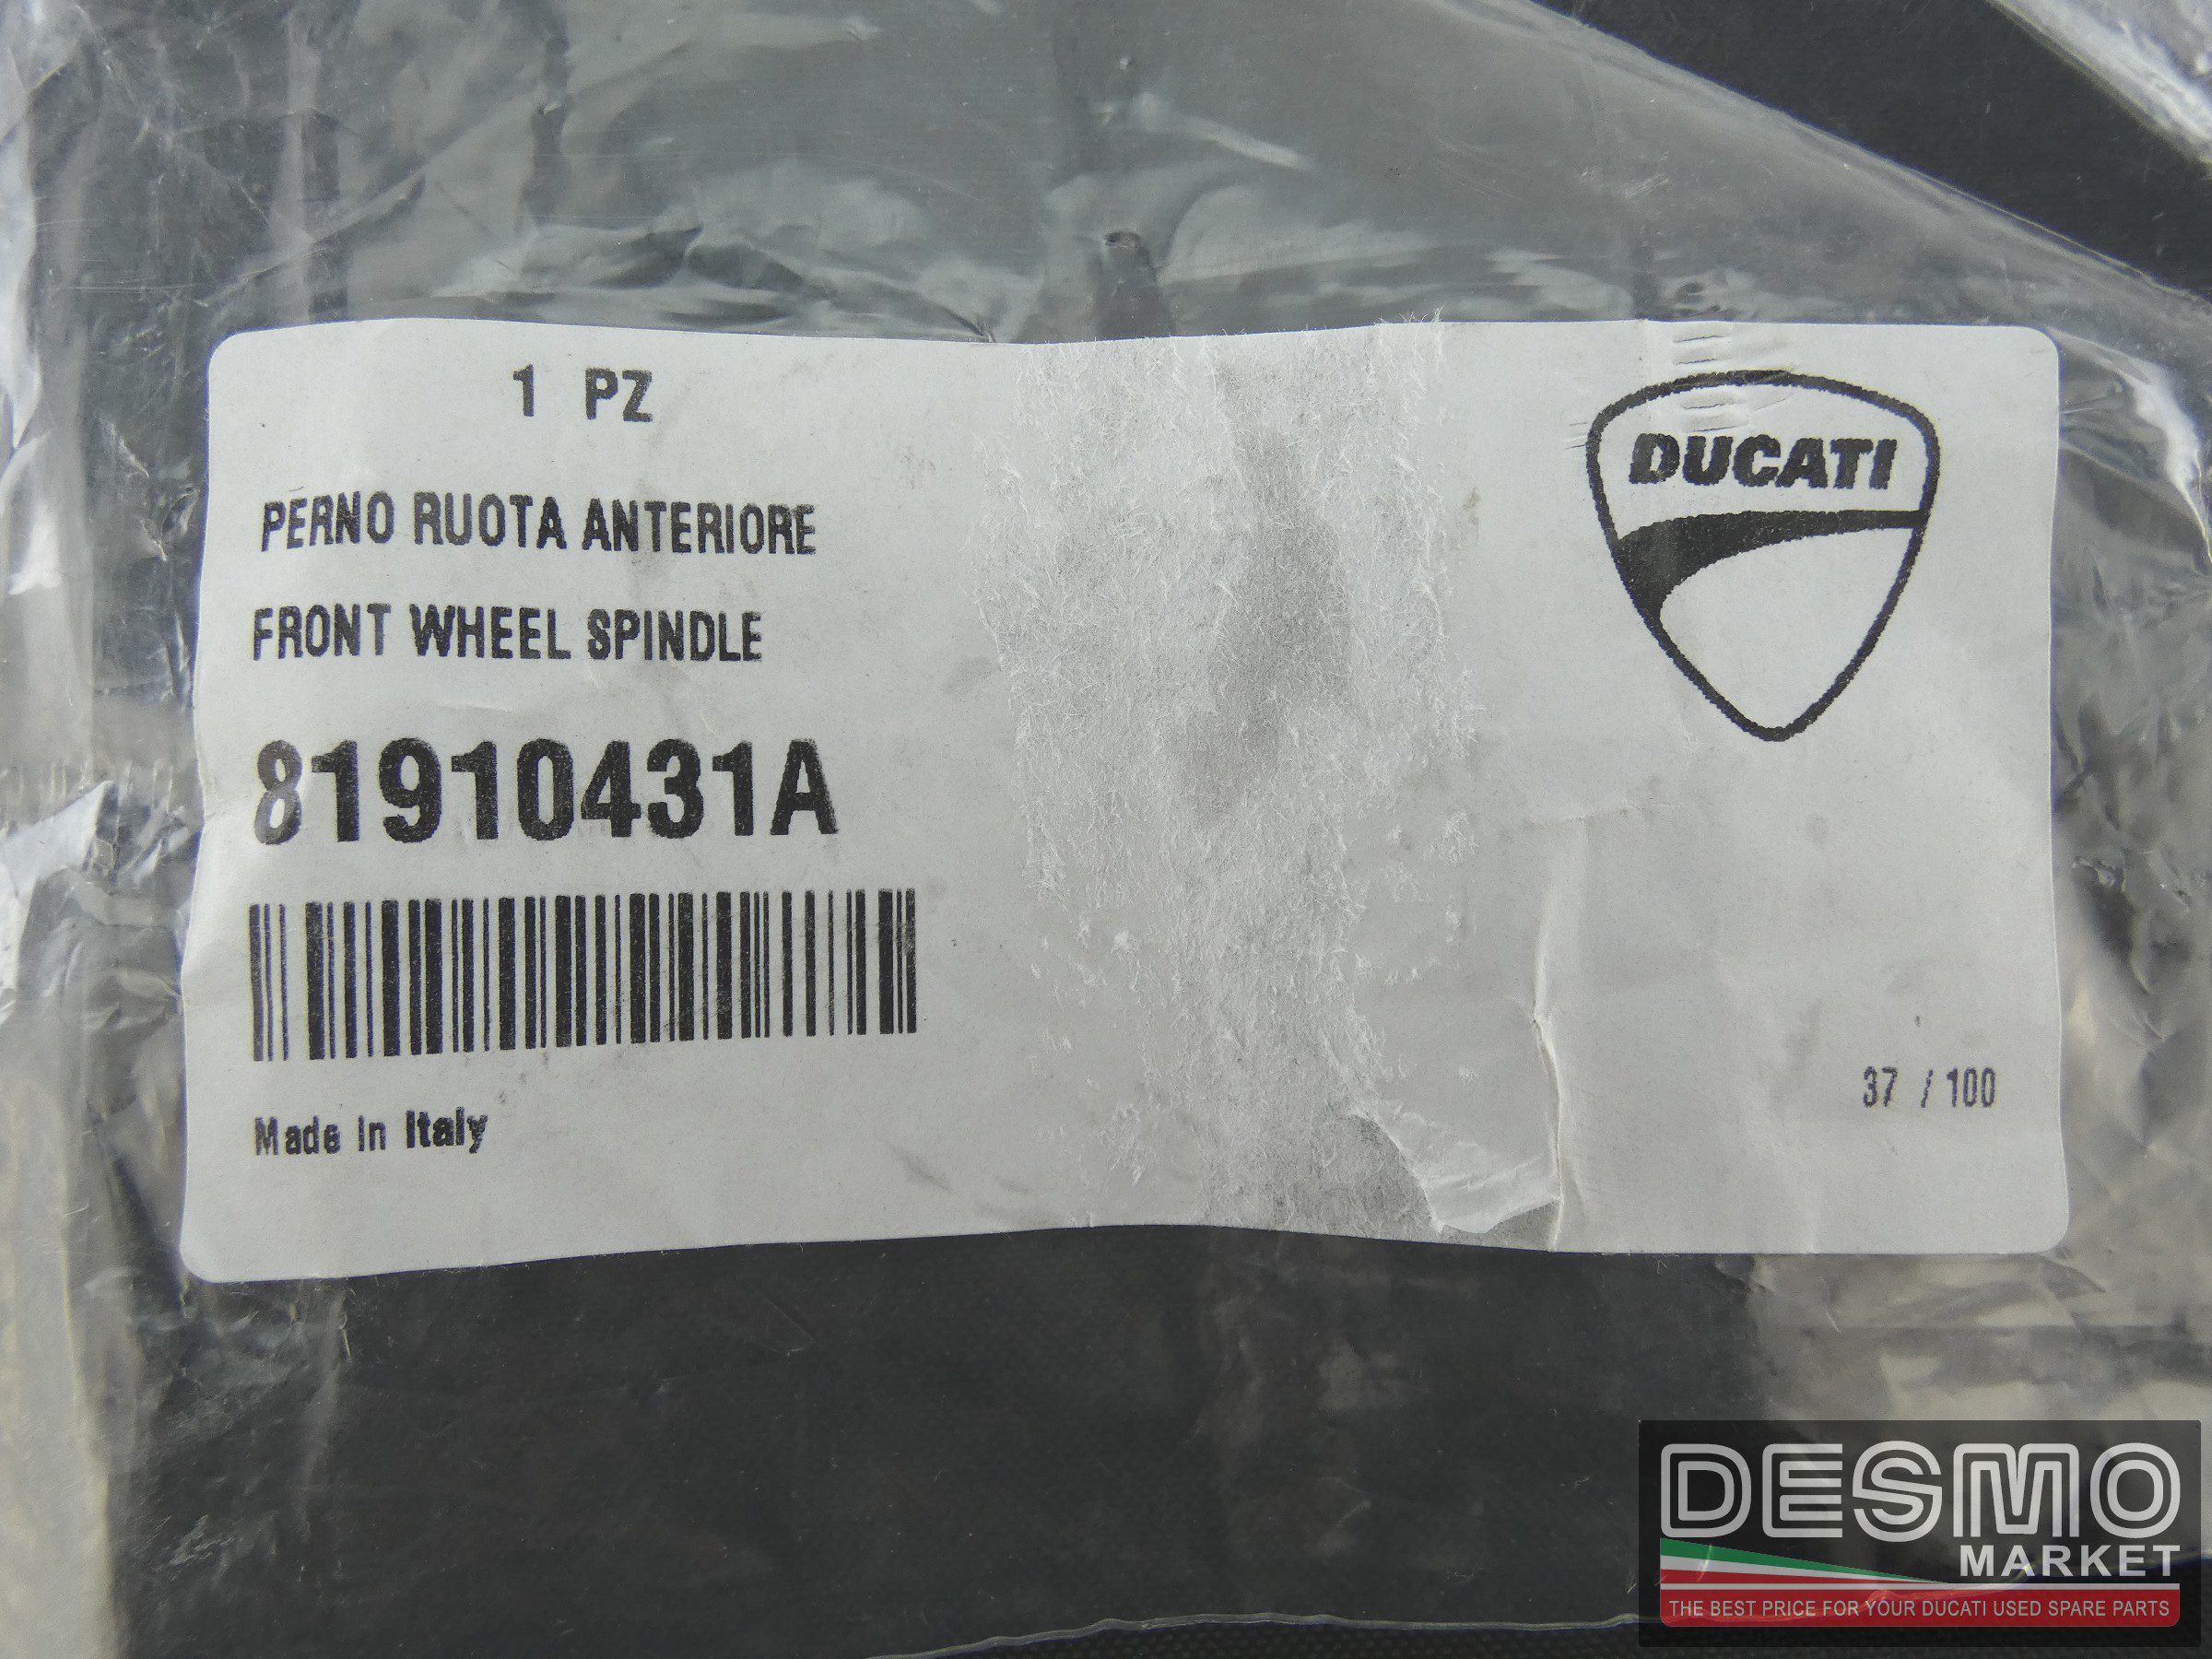 1 PZ
PERNO RUOTA ANTERIORE
FRONT WHEEL SPINDLE
81910431A
Made in Italy
DUCATI
37 / 100
DESMO
MARKET
THE BEST PRICE FOR YOUR DUCATI USED SPARE PARTS